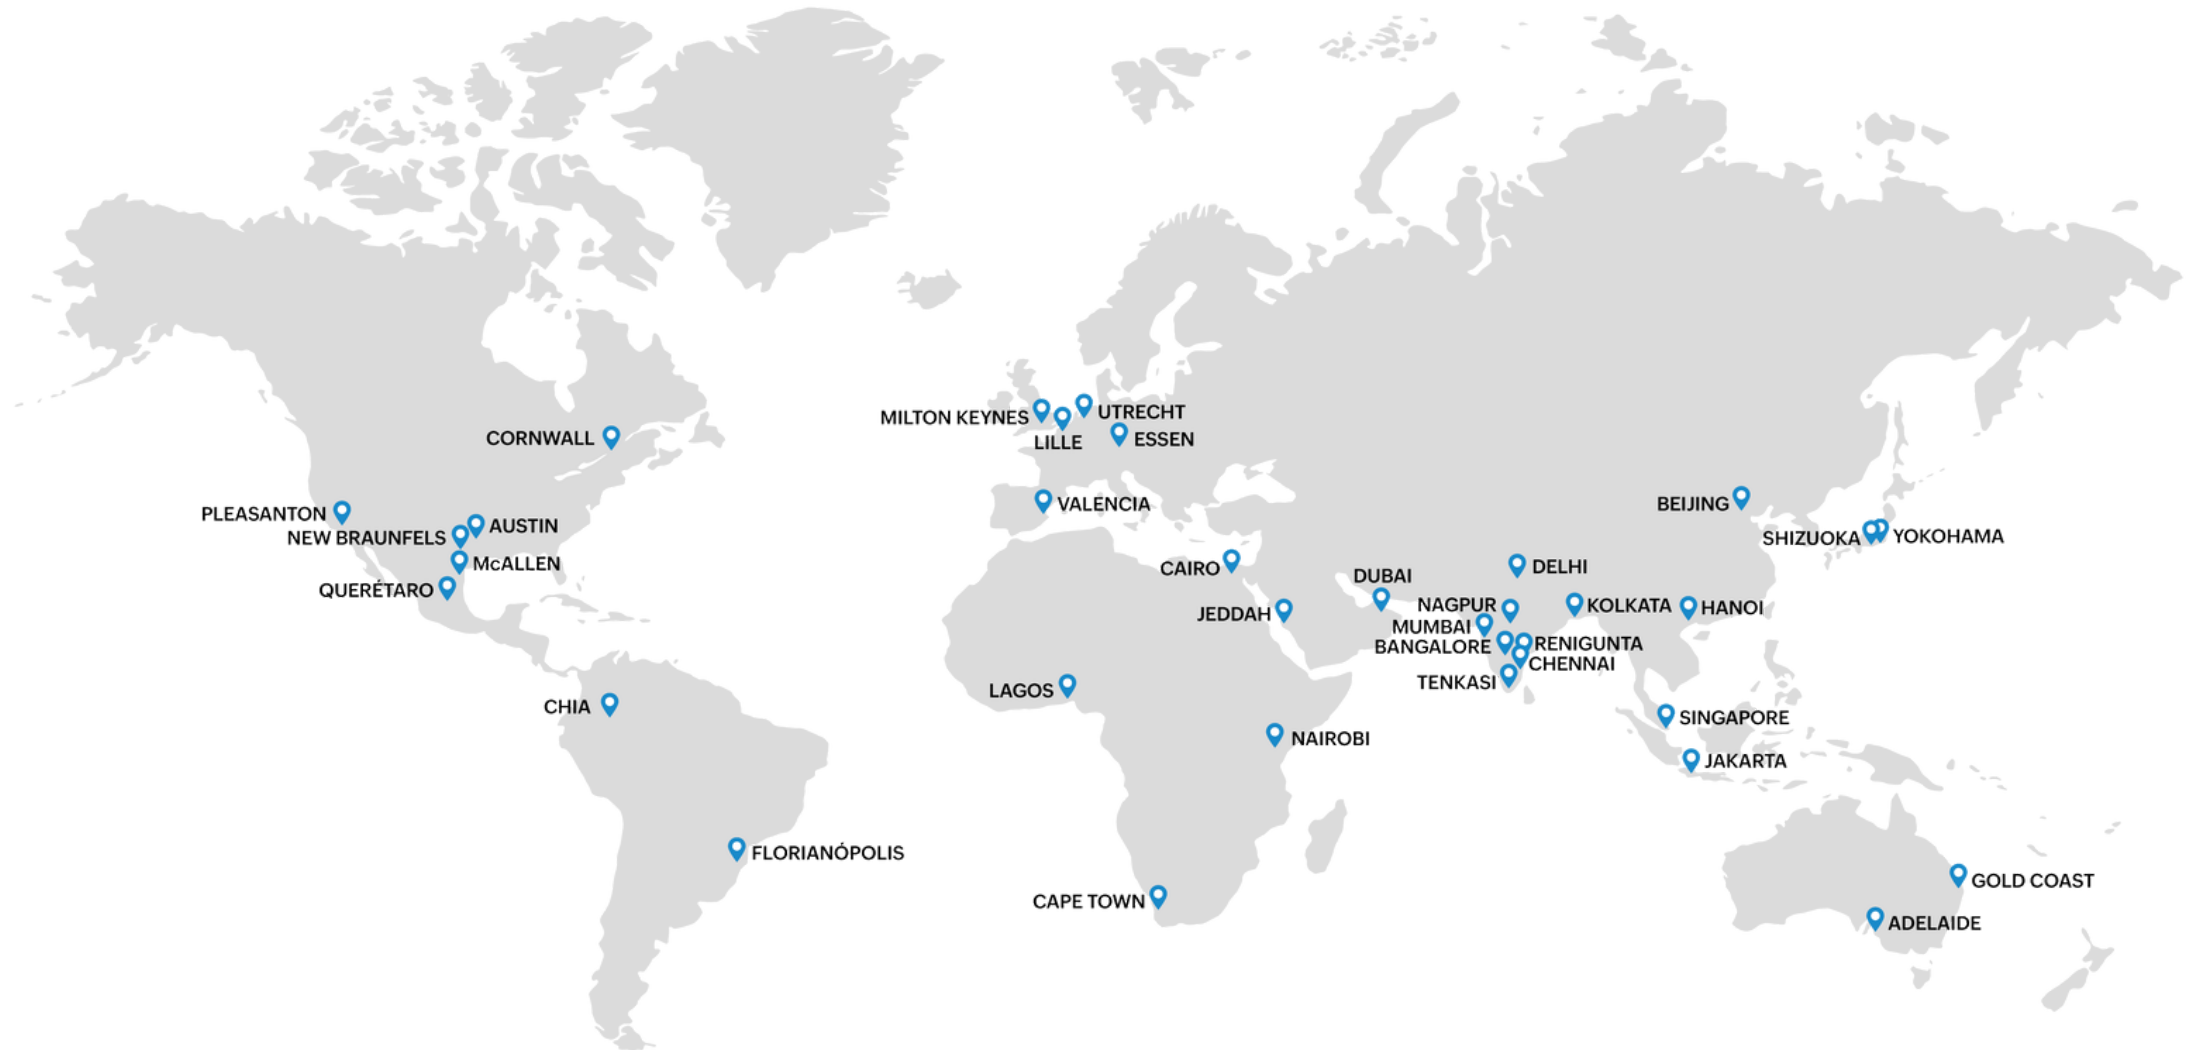 MILTON KEYNES
UTRECHT
LILLE
ESSEN
CORNWALL
VALENCIA
PLEASANTON
AUSTIN
NEW BRAUNFELS
McALLEN
QUERÉTARO
BEIJING
SHIZUOKA
YOKOHAMA
CAIRO
DUBAI
DELHI
JEDDAH
NAGPUR
KOLKATA
HANOI
MUMBAI
BANGALORE
RENIGUNTA
CHENNAI
TENKASI
LAGOS
CHIA
SINGAPORE
NAIROBI
JAKARTA
FLORIANÓPOLIS
CAPE TOWN
GOLD COAST
ADELAIDE